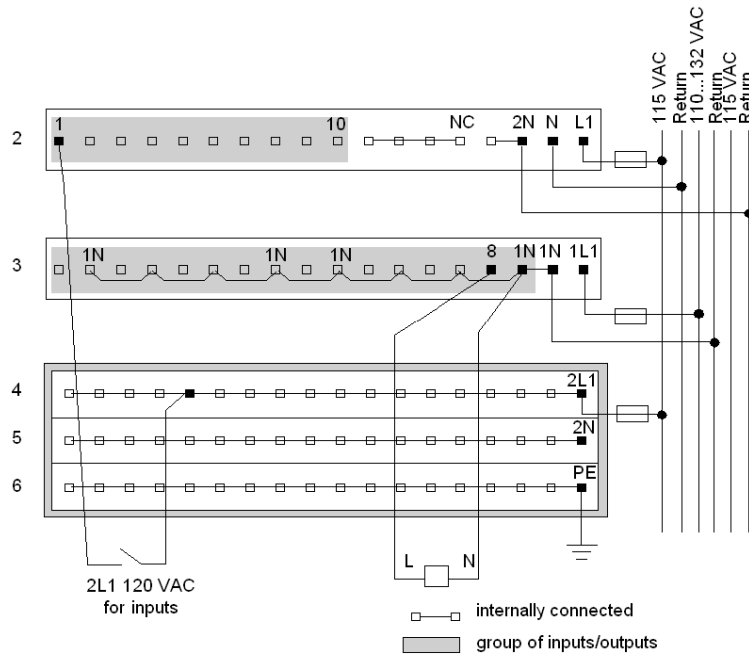 115 VAC
Return
110...132 VAC
Return
115 VAC
Return
2
1
10
NC
2N
N
L1
3
1N
1N
1N
8
1N
1N
1L1
4
2L1
5
2N
6
PE
L
N
2L1 120 VAC
for inputs
internally connected
group of inputs/outputs